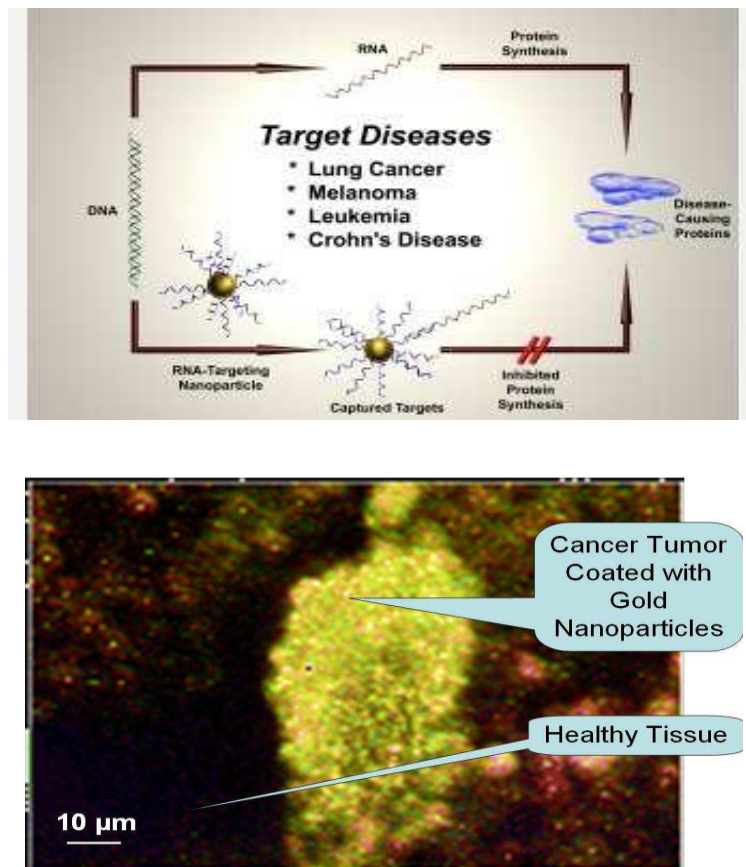 RNA
Protein
Synthesis
Target Diseases
* Lung Cancer
* Melanoma
* Leukemia
* Crohn's Disease
DNA
Disease-
Causing
Proteins
RNA-Targeting
Nanoparticle
Captured Targets
Inhibited
Protein
Synthesis
Cancer Tumor
Coated with
Gold
Nanoparticles
Healthy Tissue
10 µm